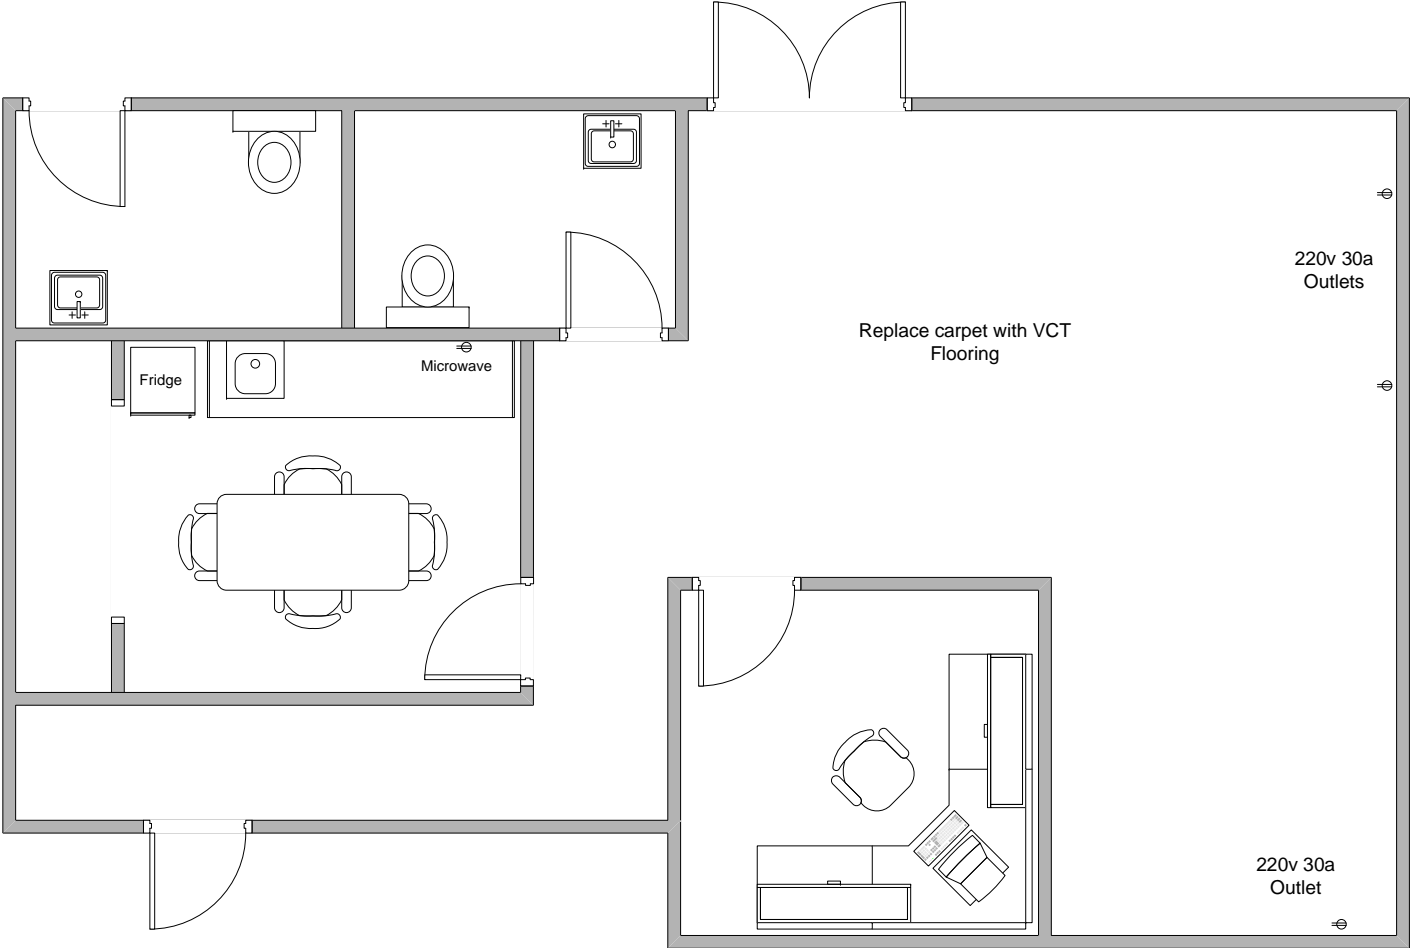 220v 30a
Outlets
Replace carpet with VCT
Flooring
Microwave
Fridge
220v 30a
Outlet